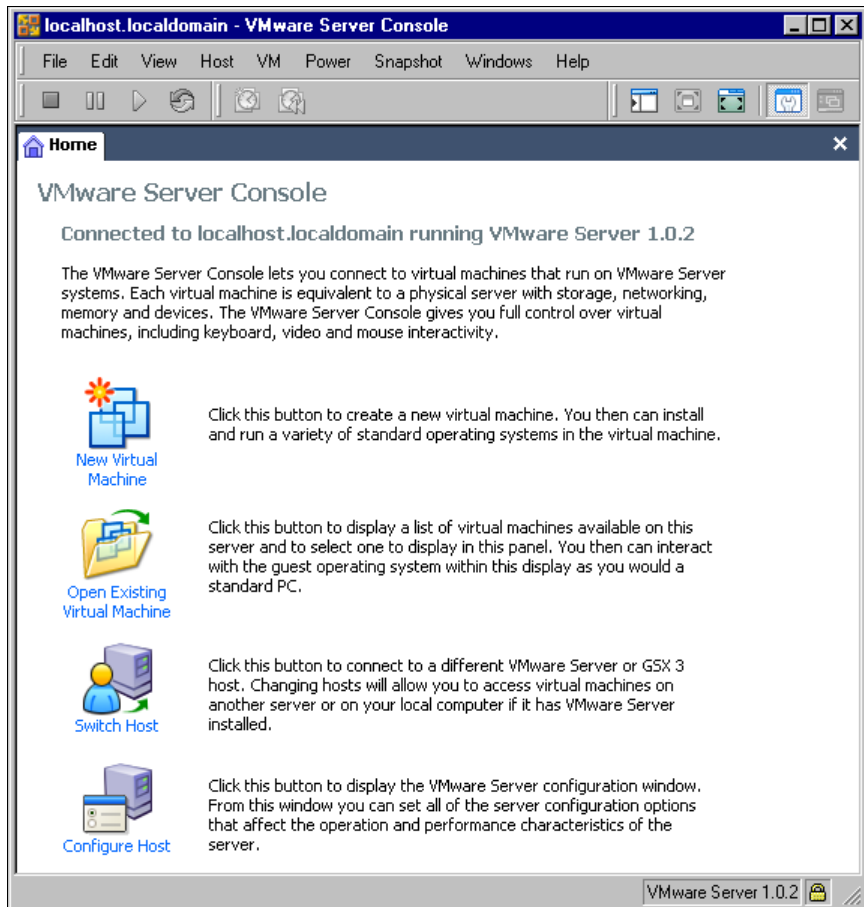 localhost.localdomain - VMware Server Console
File Edit View Host VM Power Snapshot Windows Help
Home
VMware Server Console
Connected to localhost.localdomain running VMware Server 1.0.2
The VMware Server Console lets you connect to virtual machines that run on VMware Server
systems. Each virtual machine is equivalent to a physical server with storage, networking,
memory and devices. The VMware Server Console gives you full control over virtual
machines, including keyboard, video and mouse interactivity.
New Virtual
Machine
Click this button to create a new virtual machine. You then can install
and run a variety of standard operating systems in the virtual machine.
Open Existing
Virtual Machine
Click this button to display a list of virtual machines available on this
server and to select one to display in this panel. You then can interact
with the guest operating system within this display as you would a
standard PC.
Switch Host
Click this button to connect to a different VMware Server or GSX 3
host. Changing hosts will allow you to access virtual machines on
another server or on your local computer if it has VMware Server
installed.
Configure Host
Click this button to display the VMware Server configuration window.
From this window you can set all of the server configuration options
that affect the operation and performance characteristics of the
server.
VMware Server 1.0.2